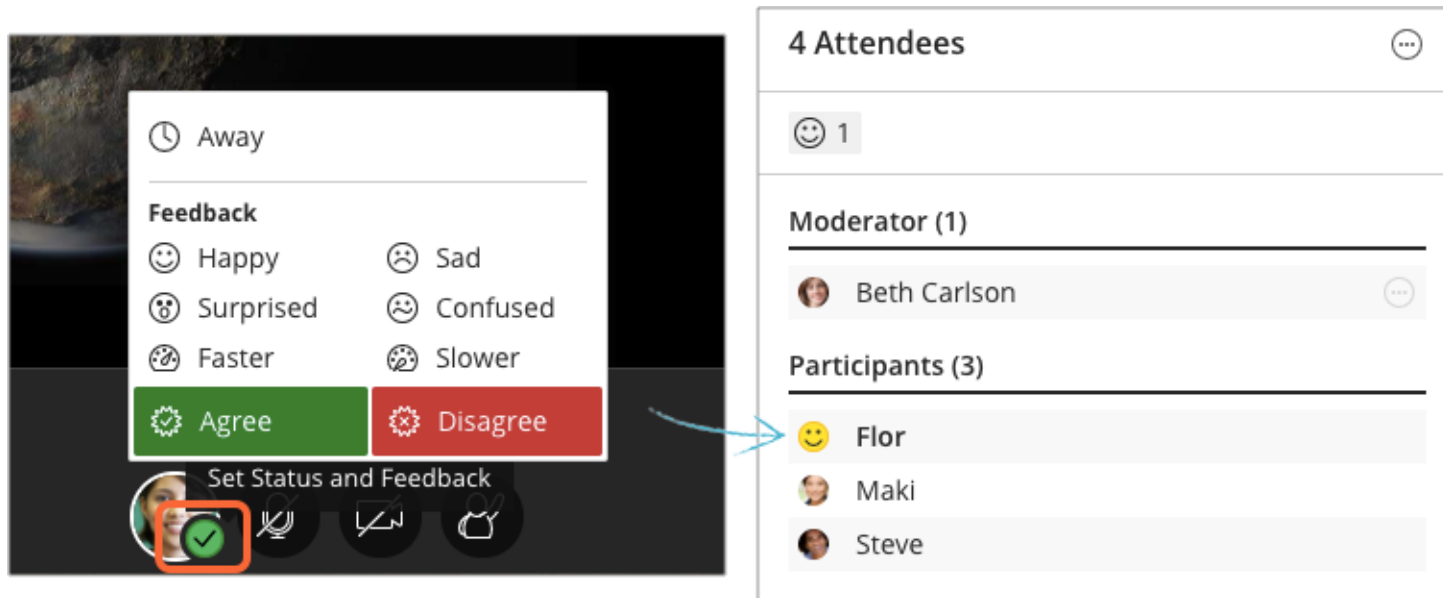 Away
Feedback
Happy Sad
Surprised Confused
Faster Slower
Agree Disagree
Set Status and Feedback
4 Attendees
1
Moderator (1)
Beth Carlson
Participants (3)
Flor
Maki
Steve